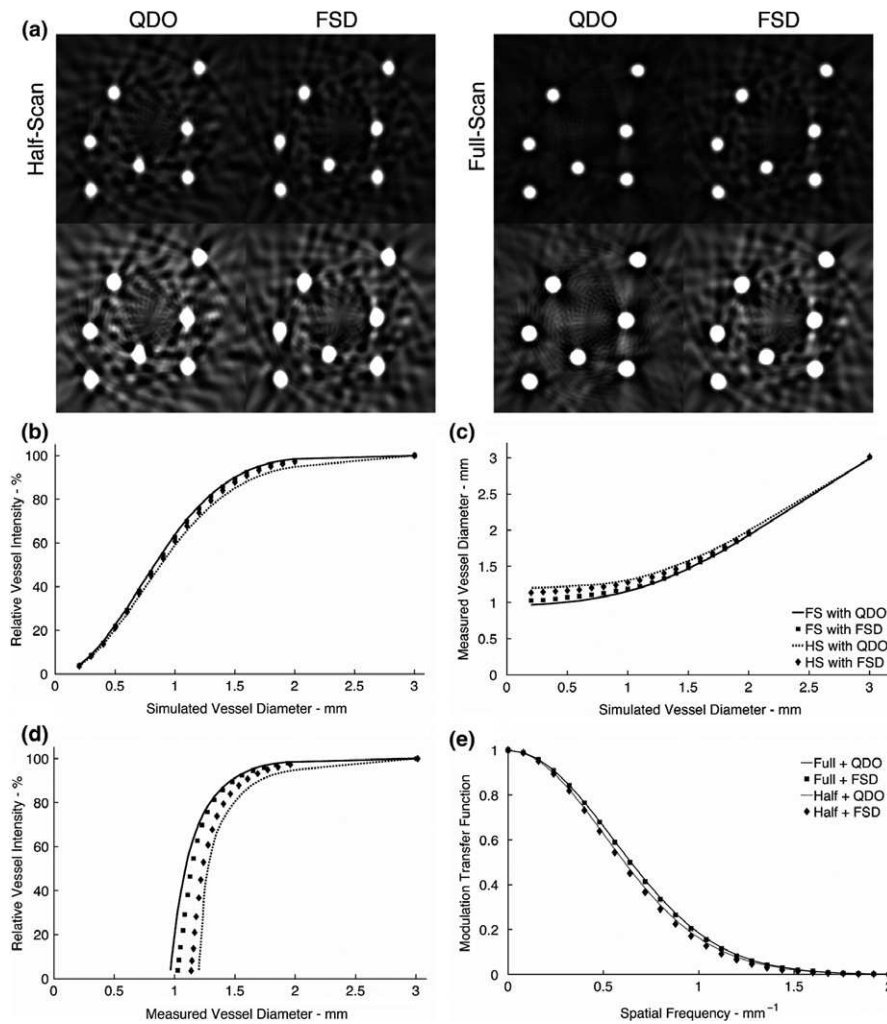 (a)
QDO FSD QDO FSD
Half-Scan
Full-Scan
(b)
Relative Vessel Intensity - %
100
80
60
40
20
0
0 0.5 1 1.5 2 2.5 3
Simulated Vessel Diameter - mm
(c)
Measured Vessel Diameter - mm
3
2
1
0
0 0.5 1 1.5 2 2.5 3
Simulated Vessel Diameter - mm
FS with QDO
FS with FSD
HS with QDO
HS with FSD
(d)
Relative Vessel Intensity - %
100
80
60
40
20
0
0 0.5 1 1.5 2 2.5 3
Measured Vessel Diameter - mm
(e)
Modulation Transfer Function
1
0.8
0.6
0.4
0.2
0
0 0.5 1 1.5 2
Spatial Frequency - mm⁻¹
Full + QDO
Full + FSD
Half + QDO
Half + FSD